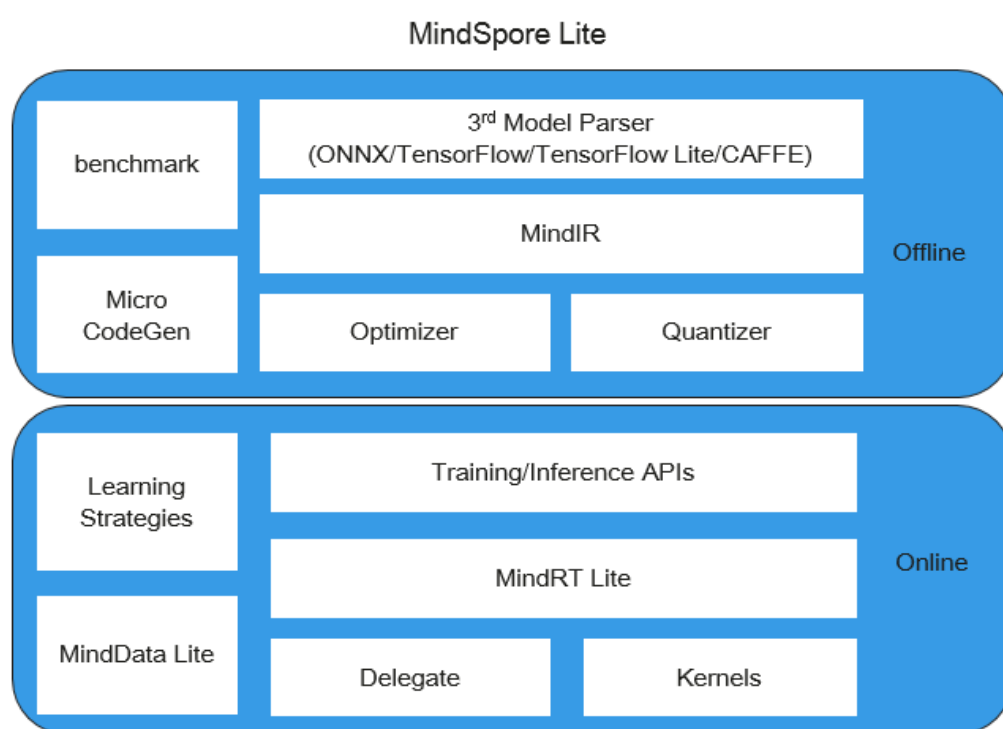 MindSpore Lite
benchmark
3rd Model Parser
(ONNX/TensorFlow/TensorFlow Lite/CAFFE)
MindIR
Offline
Micro
CodeGen
Optimizer
Quantizer
Learning
Strategies
Training/Inference APIs
MindRT Lite
Online
MindData Lite
Delegate
Kernels